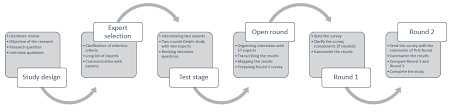 • Literature review
• Objective of the research
• Research question
• Interview questions
Study design
Expert selection
• Clarification of selection criteria
• Using list of experts
• Communication with experts
• Interviewing two experts
• Two rounds Delphi study with two experts
• Revising interview questions
Test stage
Open round
• Organizing interviews with 17 experts
• Transcribing the results
• Mapping the results
• Preparing Round 1 survey
• Send the survey
• Clarify the survey components (if needed)
• Summarize the results
Round 1
Round 2
• Send the survey with the comments of first round
• Summarize the results
• Compare Round 1 and Round 2
• Complete the study